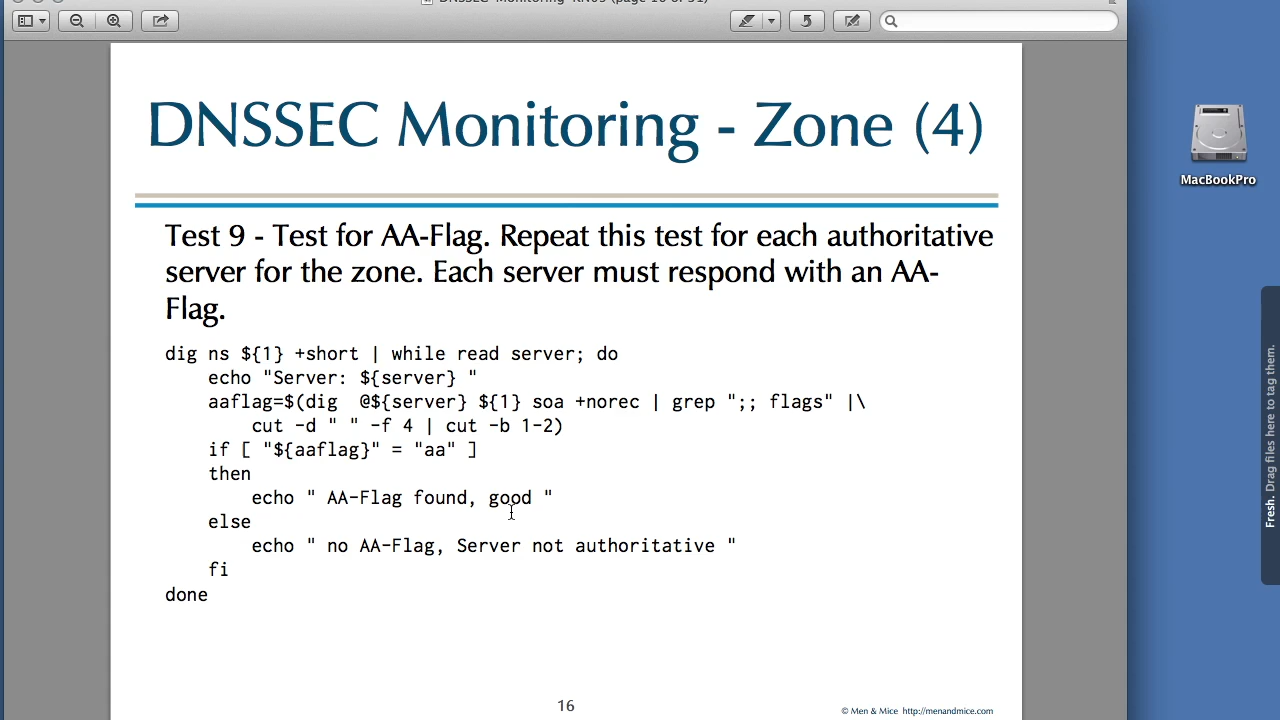 DNSSEC Monitoring - Zone (4)
Test 9 - Test for AA-Flag. Repeat this test for each authoritative
server for the zone. Each server must respond with an AA-
Flag.
dig ns ${1} +short | while read server; do
    echo "Server: ${server} "
    aaflag=$(dig  @${server} ${1} soa +norec | grep ";; flags" |\
        cut -d " " -f 4 | cut -b 1-2)
    if [ "${aaflag}" = "aa" ]
    then
        echo " AA-Flag found, good "
    else
        echo " no AA-Flag, Server not authoritative "
    fi
done
16
© Men & Mice http://menandmice.com
MacBookPro
Fresh. Drag files here to tag them.